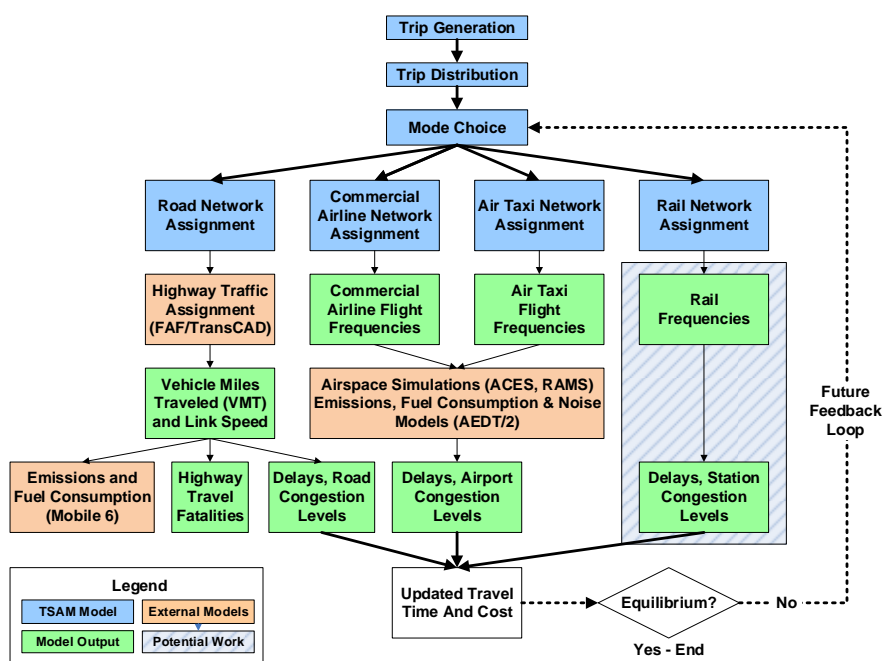 Trip Generation
Trip Distribution
Mode Choice
Road Network
Assignment
Commercial
Airline Network
Assignment
Air Taxi Network
Assignment
Rail Network
Assignment
Highway Traffic
Assignment
(FAF/TransCAD)
Commercial
Airline Flight
Frequencies
Air Taxi
Flight
Frequencies
Rail
Frequencies
Vehicle Miles
Traveled (VMT)
and Link Speed
Airspace Simulations (ACES, RAMS)
Emissions, Fuel Consumption & Noise
Models (AEDT/2)
Future
Feedback
Loop
Emissions and
Fuel Consumption
(Mobile 6)
Highway
Travel
Fatalities
Delays, Road
Congestion
Levels
Delays, Airport
Congestion
Levels
Delays, Station
Congestion
Levels
Updated Travel
Time And Cost
Equilibrium?
No
Yes - End
Legend
TSAM Model
External Models
Model Output
Potential Work